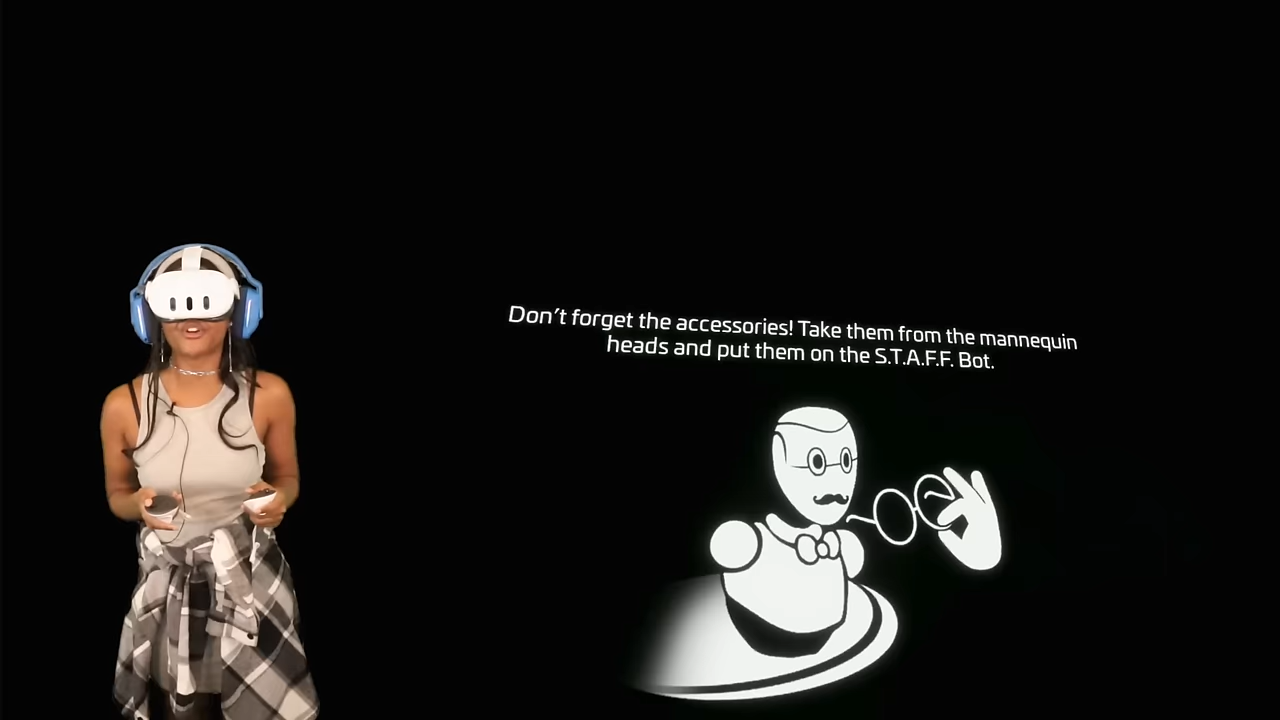 Don't forget the accessories! Take them from the mannequin
heads and put them on the S.T.A.F.F. Bot.